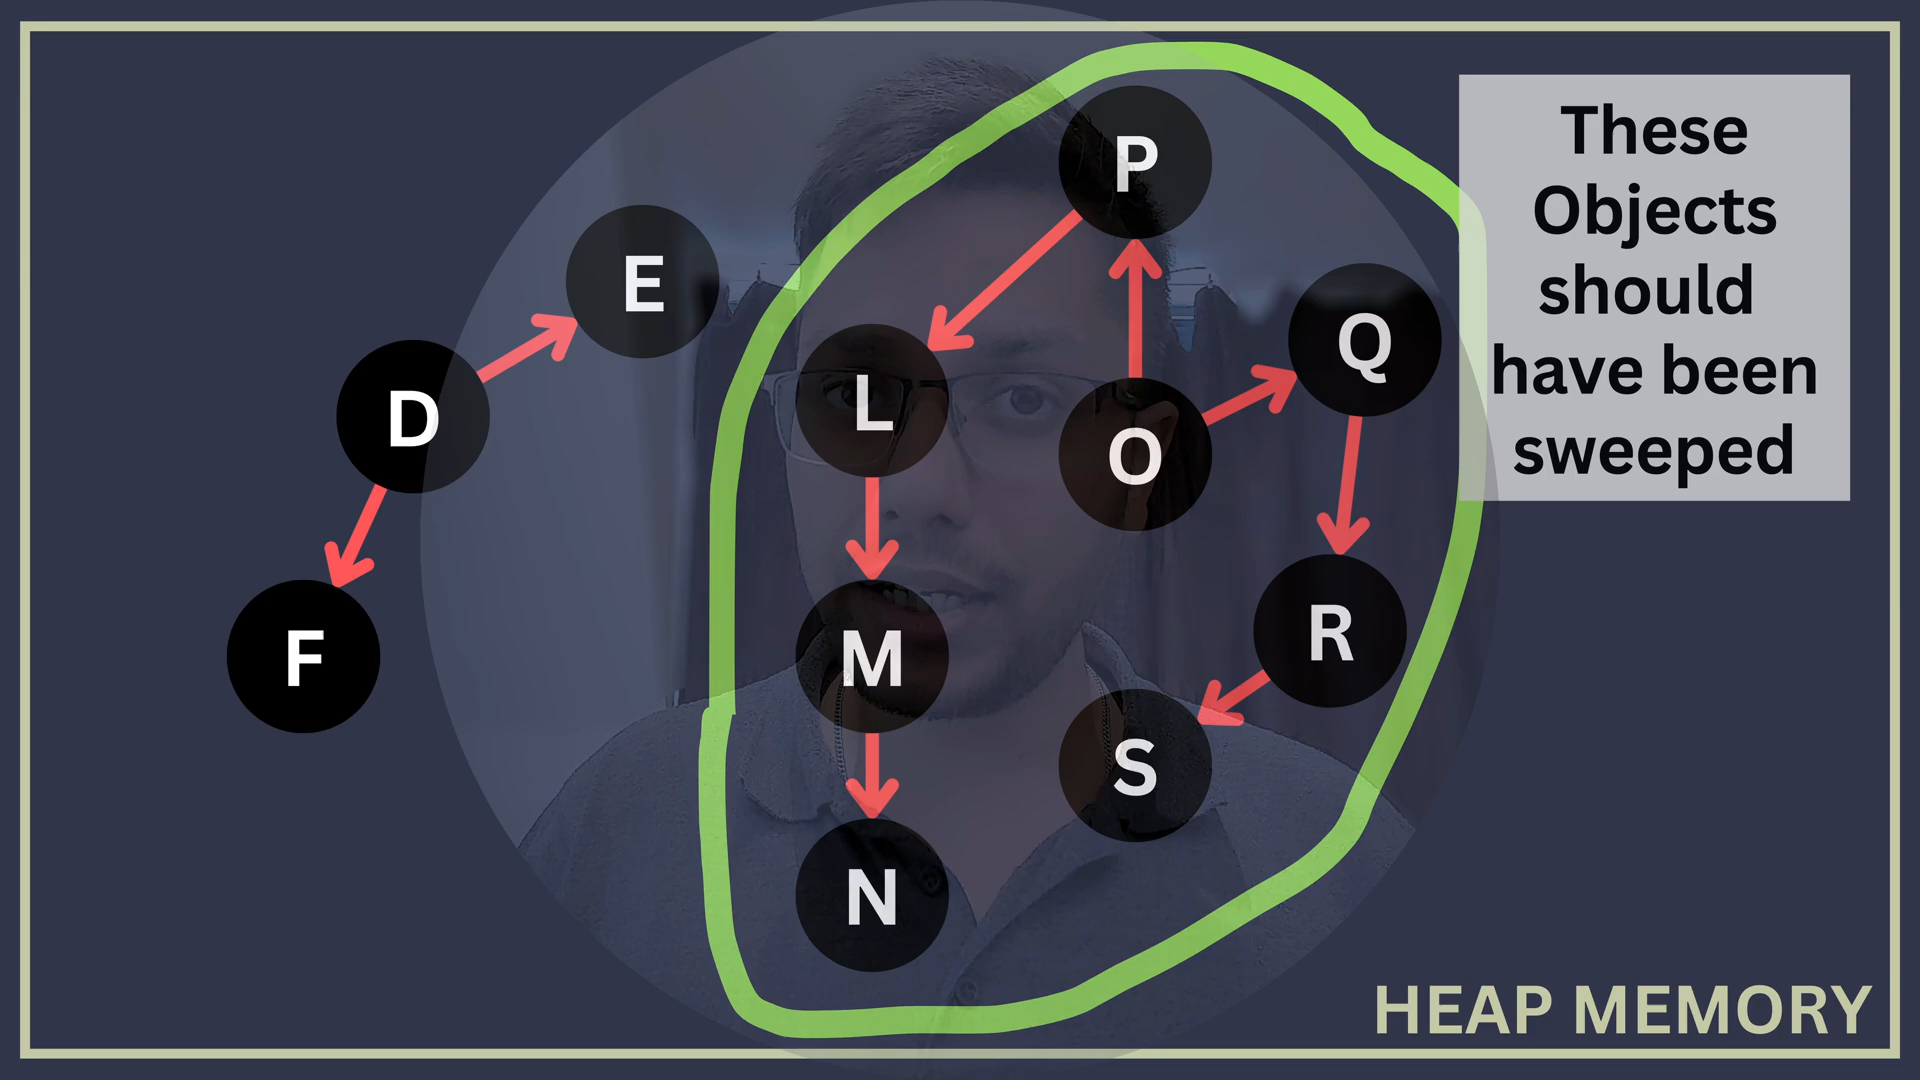 These
Objects
should
have been
sweeped
P
E
Q
L
D
O
R
M
F
S
N
HEAP MEMORY